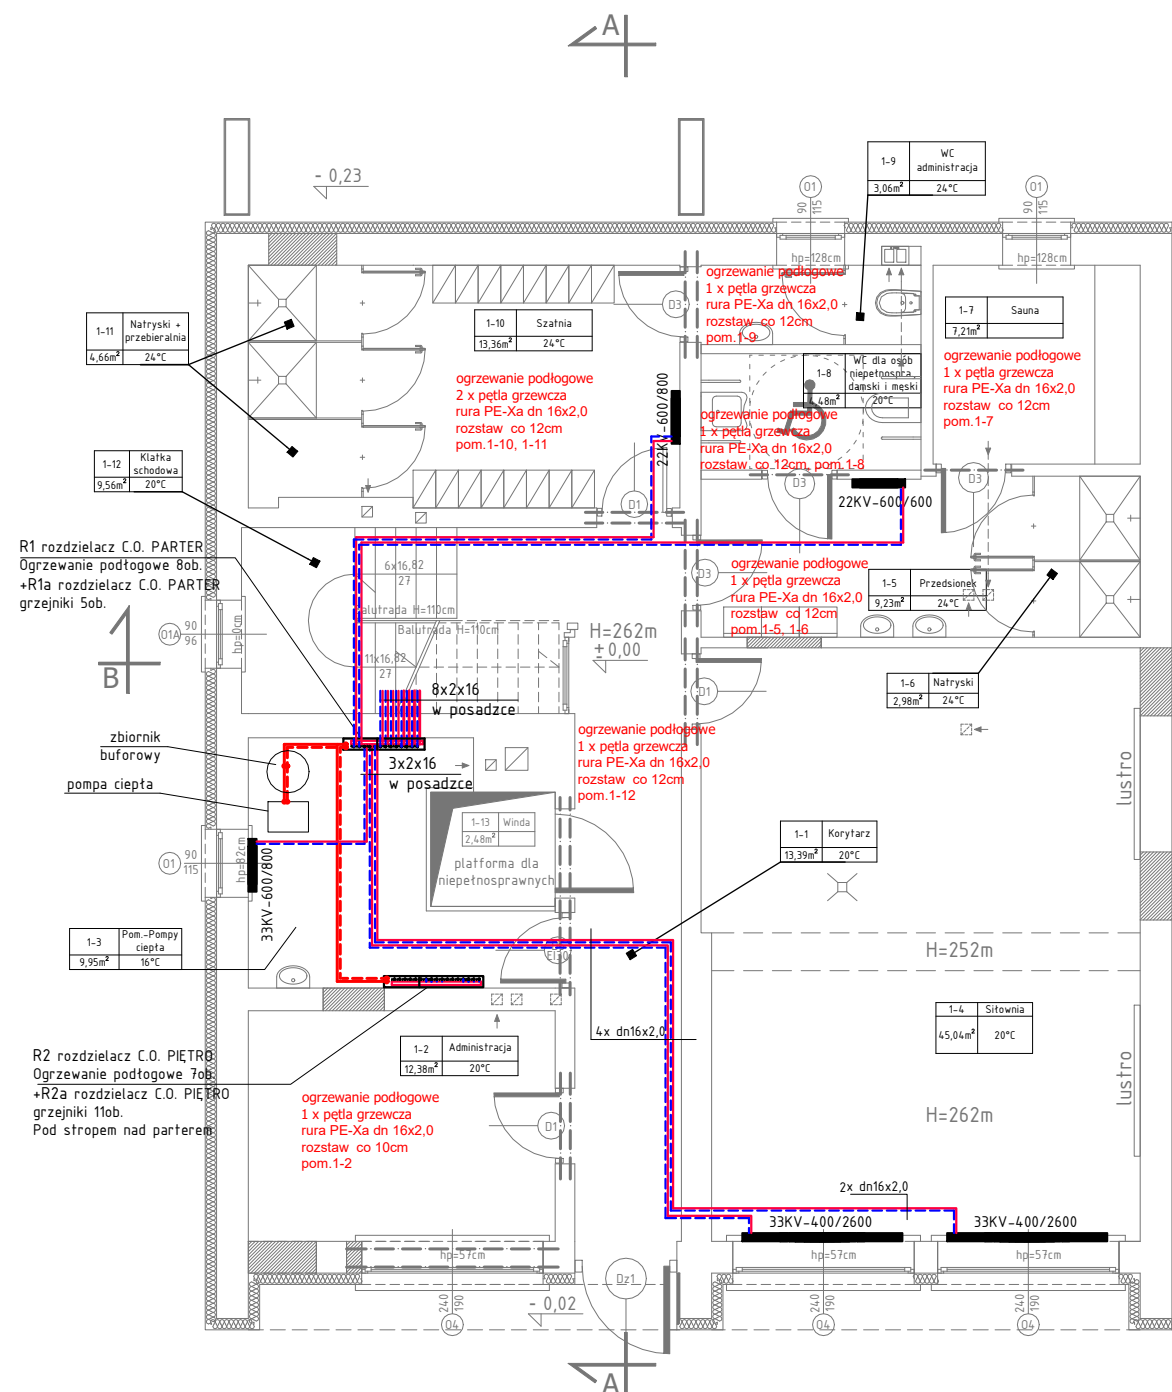 A
- 0,23
1-9
WC
administracja
3,06m²
24°C
O1
90
115
O1
90
115
hp=128cm
hp=128cm
1-11
Natryski +
przebieralnia
4,66m²
24°C
1-10
Szatnia
13,36m²
24°C
D3
ogrzewanie podłogowe
1 x pętla grzewcza
rura PE-Xa dn 16x2,0
rozstaw co 12cm
pom.1-9
1-7
Sauna
7,21m²
ogrzewanie podłogowe
1 x pętla grzewcza
rura PE-Xa dn 16x2,0
rozstaw co 12cm
pom.1-7
ogrzewanie podłogowe
2 x pętla grzewcza
rura PE-Xa dn 16x2,0
rozstaw co 12cm
pom.1-10, 1-11
22KV-600/800
1-8
WC dla osób
niepełnospra.
damski i męski
20°C
ogrzewanie podłogowe
1 x pętla grzewcza
rura PE-Xa dn 16x2,0
rozstaw co 12cm, pom.1-8
1-12
Klatka
schodowa
9,56m²
20°C
D1
D3
D3
22KV-600/600
R1 rozdzielacz C.O. PARTER
Ogrzewanie podłogowe 8ob.
+R1a rozdzielacz C.O. PARTER
grzejniki 5ob.
6x16,82
27
Balutrada H=110cm
Balutrada H=110cm
11x16,82
27
D3
ogrzewanie podłogowe
1 x pętla grzewcza
rura PE-Xa dn 16x2,0
rozstaw co 12cm
pom.1-5, 1-6
1-5
Przedsionek
9,23m²
24°C
O1A
90
96
hp=0cm
B
H=262m
±0,00
D1
1-6
Natryski
2,98m²
24°C
8x2x16
w posadzce
zbiornik
buforowy
pompa ciepła
3x2x16
w posadzce
ogrzewanie podłogowe
1 x pętla grzewcza
rura PE-Xa dn 16x2,0
rozstaw co 12cm
pom.1-12
lustro
1-13
Winda
2,48m²
platforma dla
niepełnosprawnych
1-1
Korytarz
13,39m²
20°C
O1
90
115
hp=82cm
33KV-600/800
1-3
Pom.-Pompy
ciepła
9,95m²
16°C
EI30
H=252m
1-4
Siłownia
45,04m²
20°C
4x dn16x2,0
lustro
R2 rozdzielacz C.O. PIĘTRO
Ogrzewanie podłogowe 7ob.
+R2a rozdzielacz C.O. PIĘTRO
grzejniki 11ob.
Pod stropem nad parterem
1-2
Administracja
12,38m²
20°C
ogrzewanie podłogowe
1 x pętla grzewcza
rura PE-Xa dn 16x2,0
rozstaw co 10cm
pom.1-2
D1
H=262m
2x dn16x2,0
33KV-400/2600
33KV-400/2600
hp=57cm
hp=57cm
hp=57cm
Dz1
- 0,02
240
190
O4
240
190
O4
240
190
O4
A